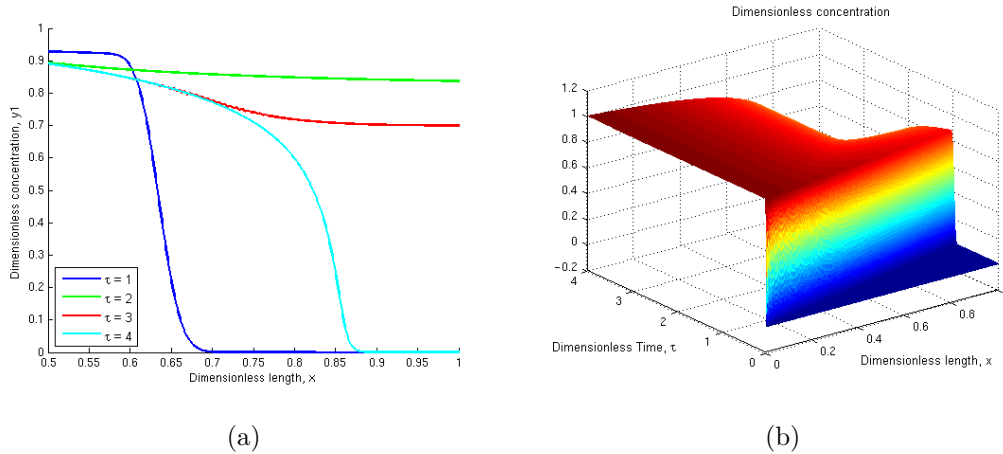 1
0.9
0.8
0.7
0.6
0.5
0.4
0.3
0.2
0.1
0
Dimensionless concentration, y1
τ = 1
τ = 2
τ = 3
τ = 4
0.5 0.55 0.6 0.65 0.7 0.75 0.8 0.85 0.9 0.95 1
Dimensionless length, x
(a)
Dimensionless concentration
1.2
1
0.8
0.6
0.4
0.2
0
−0.2
4
3
2
1
0
Dimensionless Time, τ
0
0.2
0.4
0.6
0.8
Dimensionless length, x
(b)